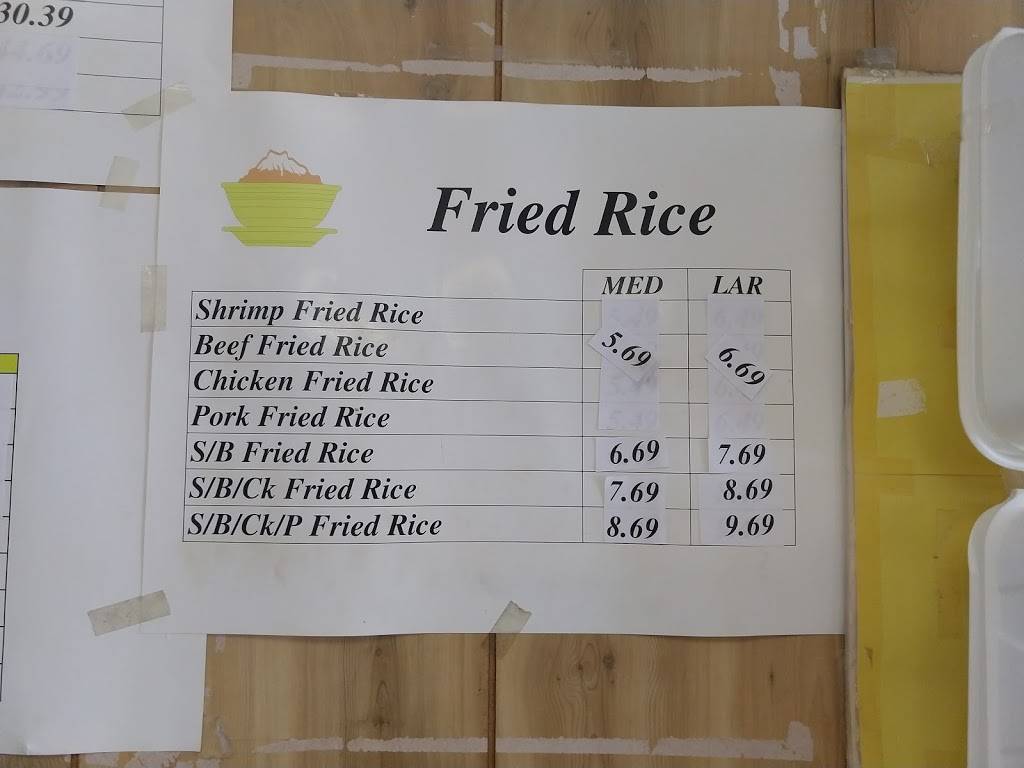 30.39
Fried Rice
MED LAR
Shrimp Fried Rice
Beef Fried Rice 5.69 6.69
Chicken Fried Rice
Pork Fried Rice
S/B Fried Rice 6.69 7.69
S/B/Ck Fried Rice 7.69 8.69
S/B/Ck/P Fried Rice 8.69 9.69